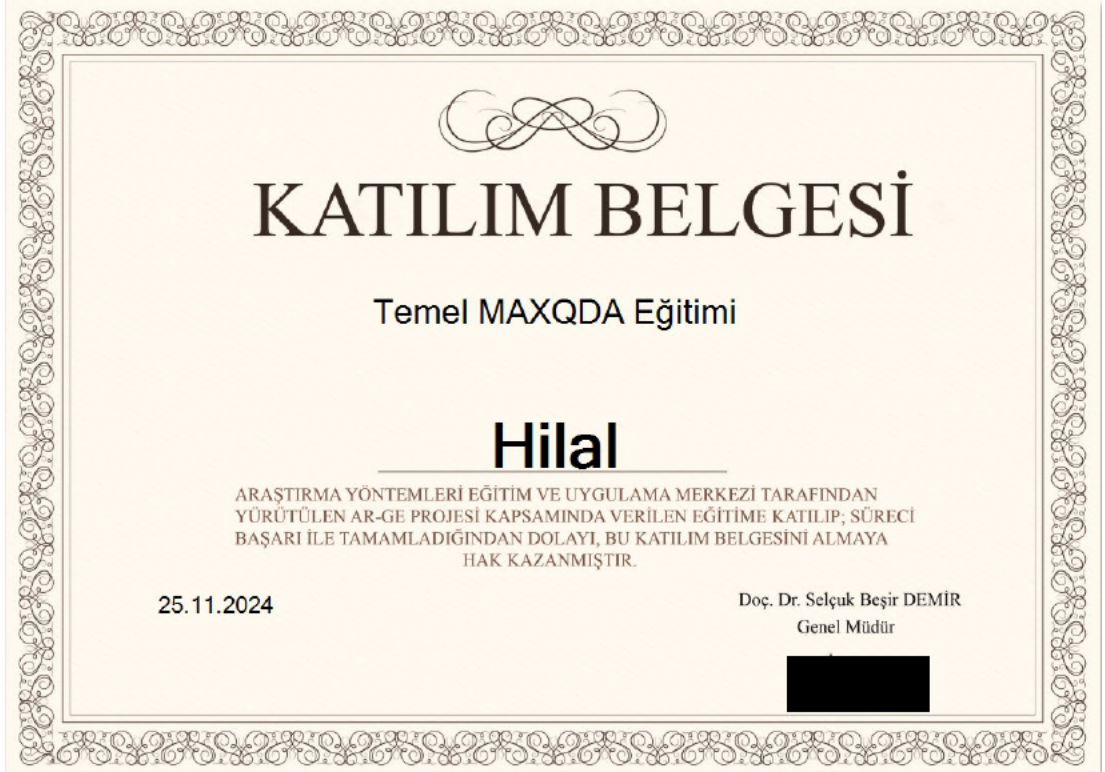 KATILIM BELGESİ
Temel MAXQDA Eğitimi
Hilal
ARAŞTIRMA YÖNTEMLERİ EĞİTİM VE UYGULAMA MERKEZİ TARAFINDAN
YÜRÜTÜLEN AR-GE PROJESİ KAPSAMINDA VERİLEN EĞİTİME KATILIP; SÜRECİ
BAŞARI İLE TAMAMLADIĞINDAN DOLAYI, BU KATILIM BELGESİNİ ALMAYA
HAK KAZANMIŞTIR.
25.11.2024
Doç. Dr. Selçuk Beşir DEMİR
Genel Müdür